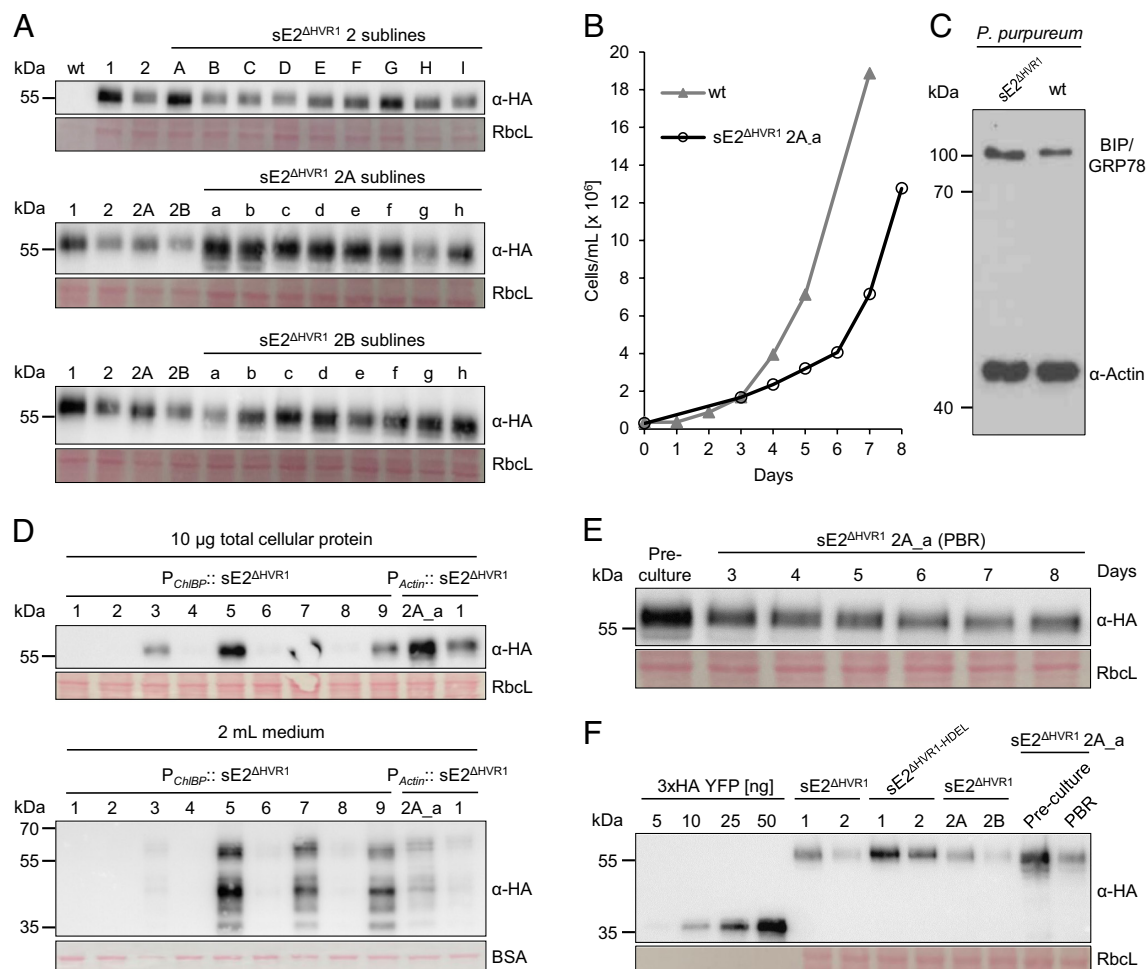 A
sE2ΔHVR1 2 sublines
kDa wt 1 2 A B C D E F G H I
55 α-HA
RbcL
sE2ΔHVR1 2A sublines
kDa 1 2 2A 2B a b c d e f g h
55 α-HA
RbcL
sE2ΔHVR1 2B sublines
kDa 1 2 2A 2B a b c d e f g h
55 α-HA
RbcL
B
20
18
16
14
12
10
8
6
4
2
0
Cells/mL [x 10⁶]
wt
sE2ΔHVR1 2A_a
0 1 2 3 4 5 6 7 8
Days
C
P. purpureum
kDa sE2ΔHVR1 wt
100 BIP/
GRP78
70
α-Actin
40
D
10 µg total cellular protein
PChlBP:: sE2ΔHVR1 PActin:: sE2ΔHVR1
kDa 1 2 3 4 5 6 7 8 9 2A_a 1
55 α-HA
RbcL
2 mL medium
PChlBP:: sE2ΔHVR1 PActin:: sE2ΔHVR1
kDa 1 2 3 4 5 6 7 8 9 2A_a 1
70
55
α-HA
35
BSA
E
Pre-
culture
sE2ΔHVR1 2A_a (PBR)
kDa 3 4 5 6 7 8 Days
55 α-HA
RbcL
F
3xHA YFP [ng] sE2ΔHVR1 sE2ΔHVR1-HDEL sE2ΔHVR1 sE2ΔHVR1 2A_a
kDa 5 10 25 50 1 2 1 2 2A 2B Pre-culture PBR
55
α-HA
35
RbcL